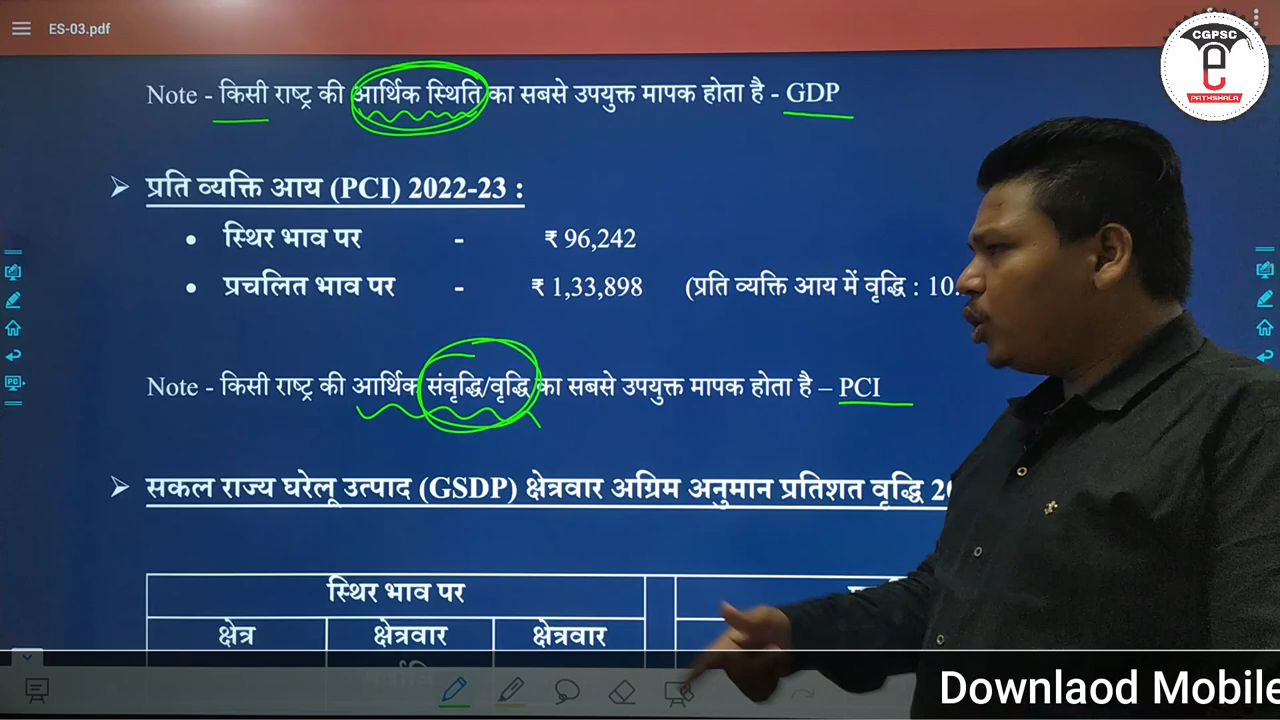 ES-03.pdf
CGPSC
PATHSHALA
Note - किसी राष्ट्र की आर्थिक स्थिति का सबसे उपयुक्त मापक होता है - GDP
➢ प्रति व्यक्ति आय (PCI) 2022-23 :
• स्थिर भाव पर - ₹ 96,242
• प्रचलित भाव पर - ₹ 1,33,898 (प्रति व्यक्ति आय में वृद्धि : 10.
Note - किसी राष्ट्र की आर्थिक संवृद्धि/वृद्धि का सबसे उपयुक्त मापक होता है – PCI
➢ सकल राज्य घरेलू उत्पाद (GSDP) क्षेत्रवार अग्रिम अनुमान प्रतिशत वृद्धि 20
स्थिर भाव पर
क्षेत्र क्षेत्रवार क्षेत्रवार
Downlaod Mobile